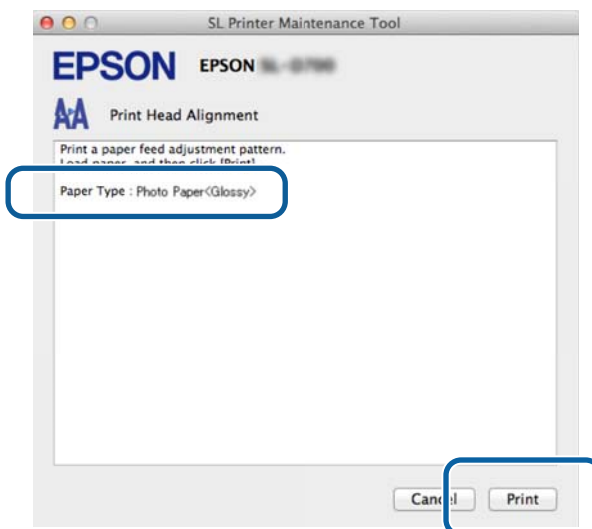 SL Printer Maintenance Tool
EPSON EPSON
Print Head Alignment
Print a paper feed adjustment pattern.
Load paper, and then click [Print]
Paper Type : Photo Paper<Glossy>
Cancel Print